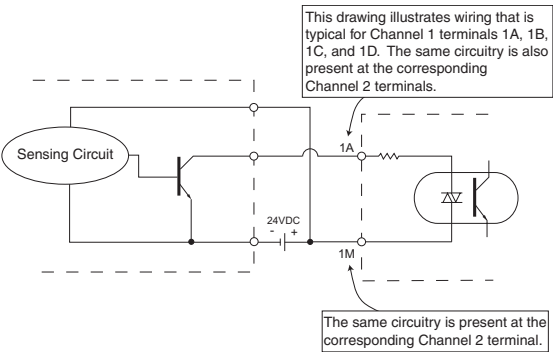 This drawing illustrates wiring that is
typical for Channel 1 terminals 1A, 1B,
1C, and 1D. The same circuitry is also
present at the corresponding
Channel 2 terminals.
Sensing Circuit
1A
24VDC
- +
1M
The same circuitry is present at the
corresponding Channel 2 terminal.